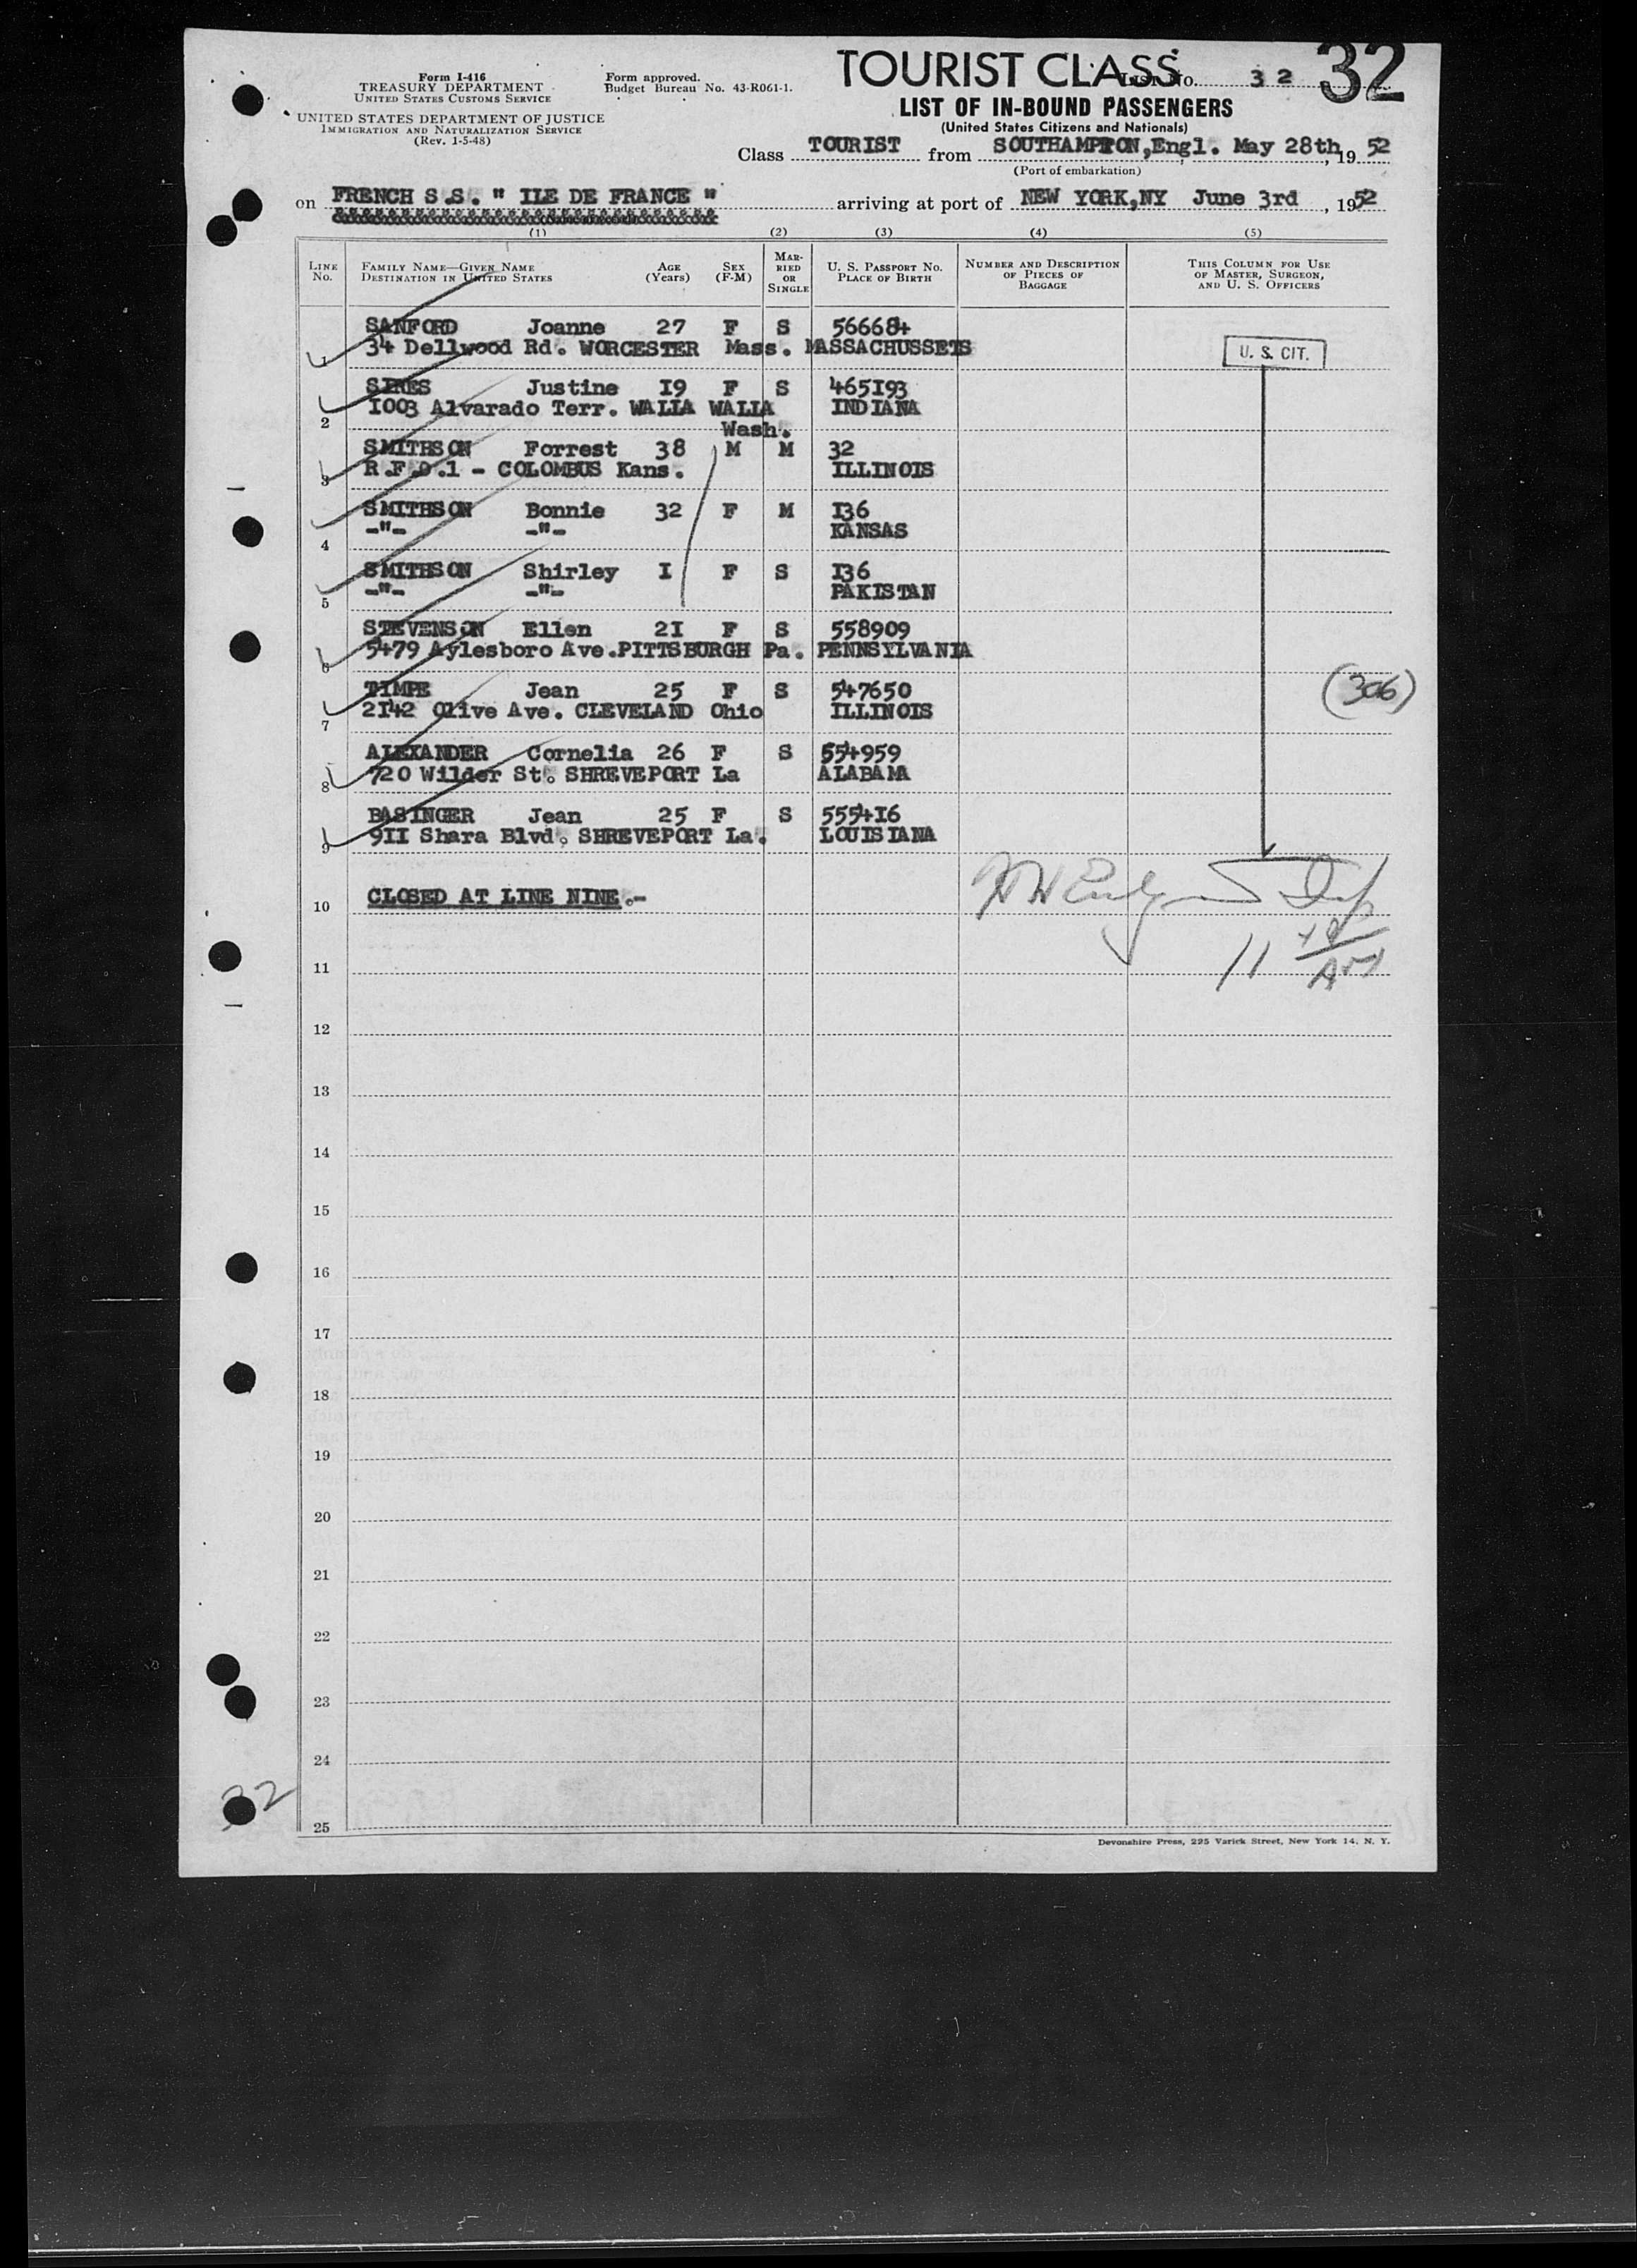 TOURIST CLASS
32
Form I-416
TREASURY DEPARTMENT
UNITED STATES CUSTOMS SERVICE
Form approved.
Budget Bureau No. 43-R061-1.
List No. 32
UNITED STATES DEPARTMENT OF JUSTICE
IMMIGRATION AND NATURALIZATION SERVICE
(Rev. 1-5-48)
LIST OF IN-BOUND PASSENGERS
(United States Citizens and Nationals)
Class TOURIST from SOUTHAMPTON,Engl. May 28th, 1952
(Port of embarkation)
on FRENCH S.S. " ILE DE FRANCE " arriving at port of NEW YORK,NY June 3rd, 1952
(1) (2) (3) (4) (5)
LINE No.
FAMILY NAME—GIVEN NAME
DESTINATION IN UNITED STATES
AGE (Years)
SEX (F-M)
MARRIED OR SINGLE
U. S. PASSPORT NO.
PLACE OF BIRTH
NUMBER AND DESCRIPTION OF PIECES OF BAGGAGE
THIS COLUMN FOR USE OF MASTER, SURGEON, AND U. S. OFFICERS
1 SANFORD Joanne 27 F S 566684
34 Dellwood Rd. WORCESTER Mass. MASSACHUSSETS
U. S. CIT.
2 SIRES Justine 19 F S 465193
1003 Alvarado Terr. WALLA WALLA INDIANA
Wash.
3 SMITHSON Forrest 38 M M 32
R.F.D.1 - COLOMBUS Kans. ILLINOIS
4 SMITHSON Bonnie 32 F M 136
-"- -"- KANSAS
5 SMITHSON Shirley I F S 136
-"- -"- PAKISTAN
6 STEVENSON Ellen 21 F S 558909
5479 Aylesboro Ave.PITTSBURGH Pa. PENNSYLVANIA
(306)
7 TIMPE Jean 25 F S 547650
2142 Olive Ave. CLEVELAND Ohio ILLINOIS
8 ALEXANDER Cornelia 26 F S 554959
720 Wilder St. SHREVEPORT La ALABAMA
9 BASINGER Jean 25 F S 555416
911 Shara Blvd. SHREVEPORT La. LOUISIANA
10 CLOSED AT LINE NINE.-
11
11
12
13
14
15
16
17
18
19
20
21
22
23
24
25
32
Devonshire Press, 225 Varick Street, New York 14, N. Y.